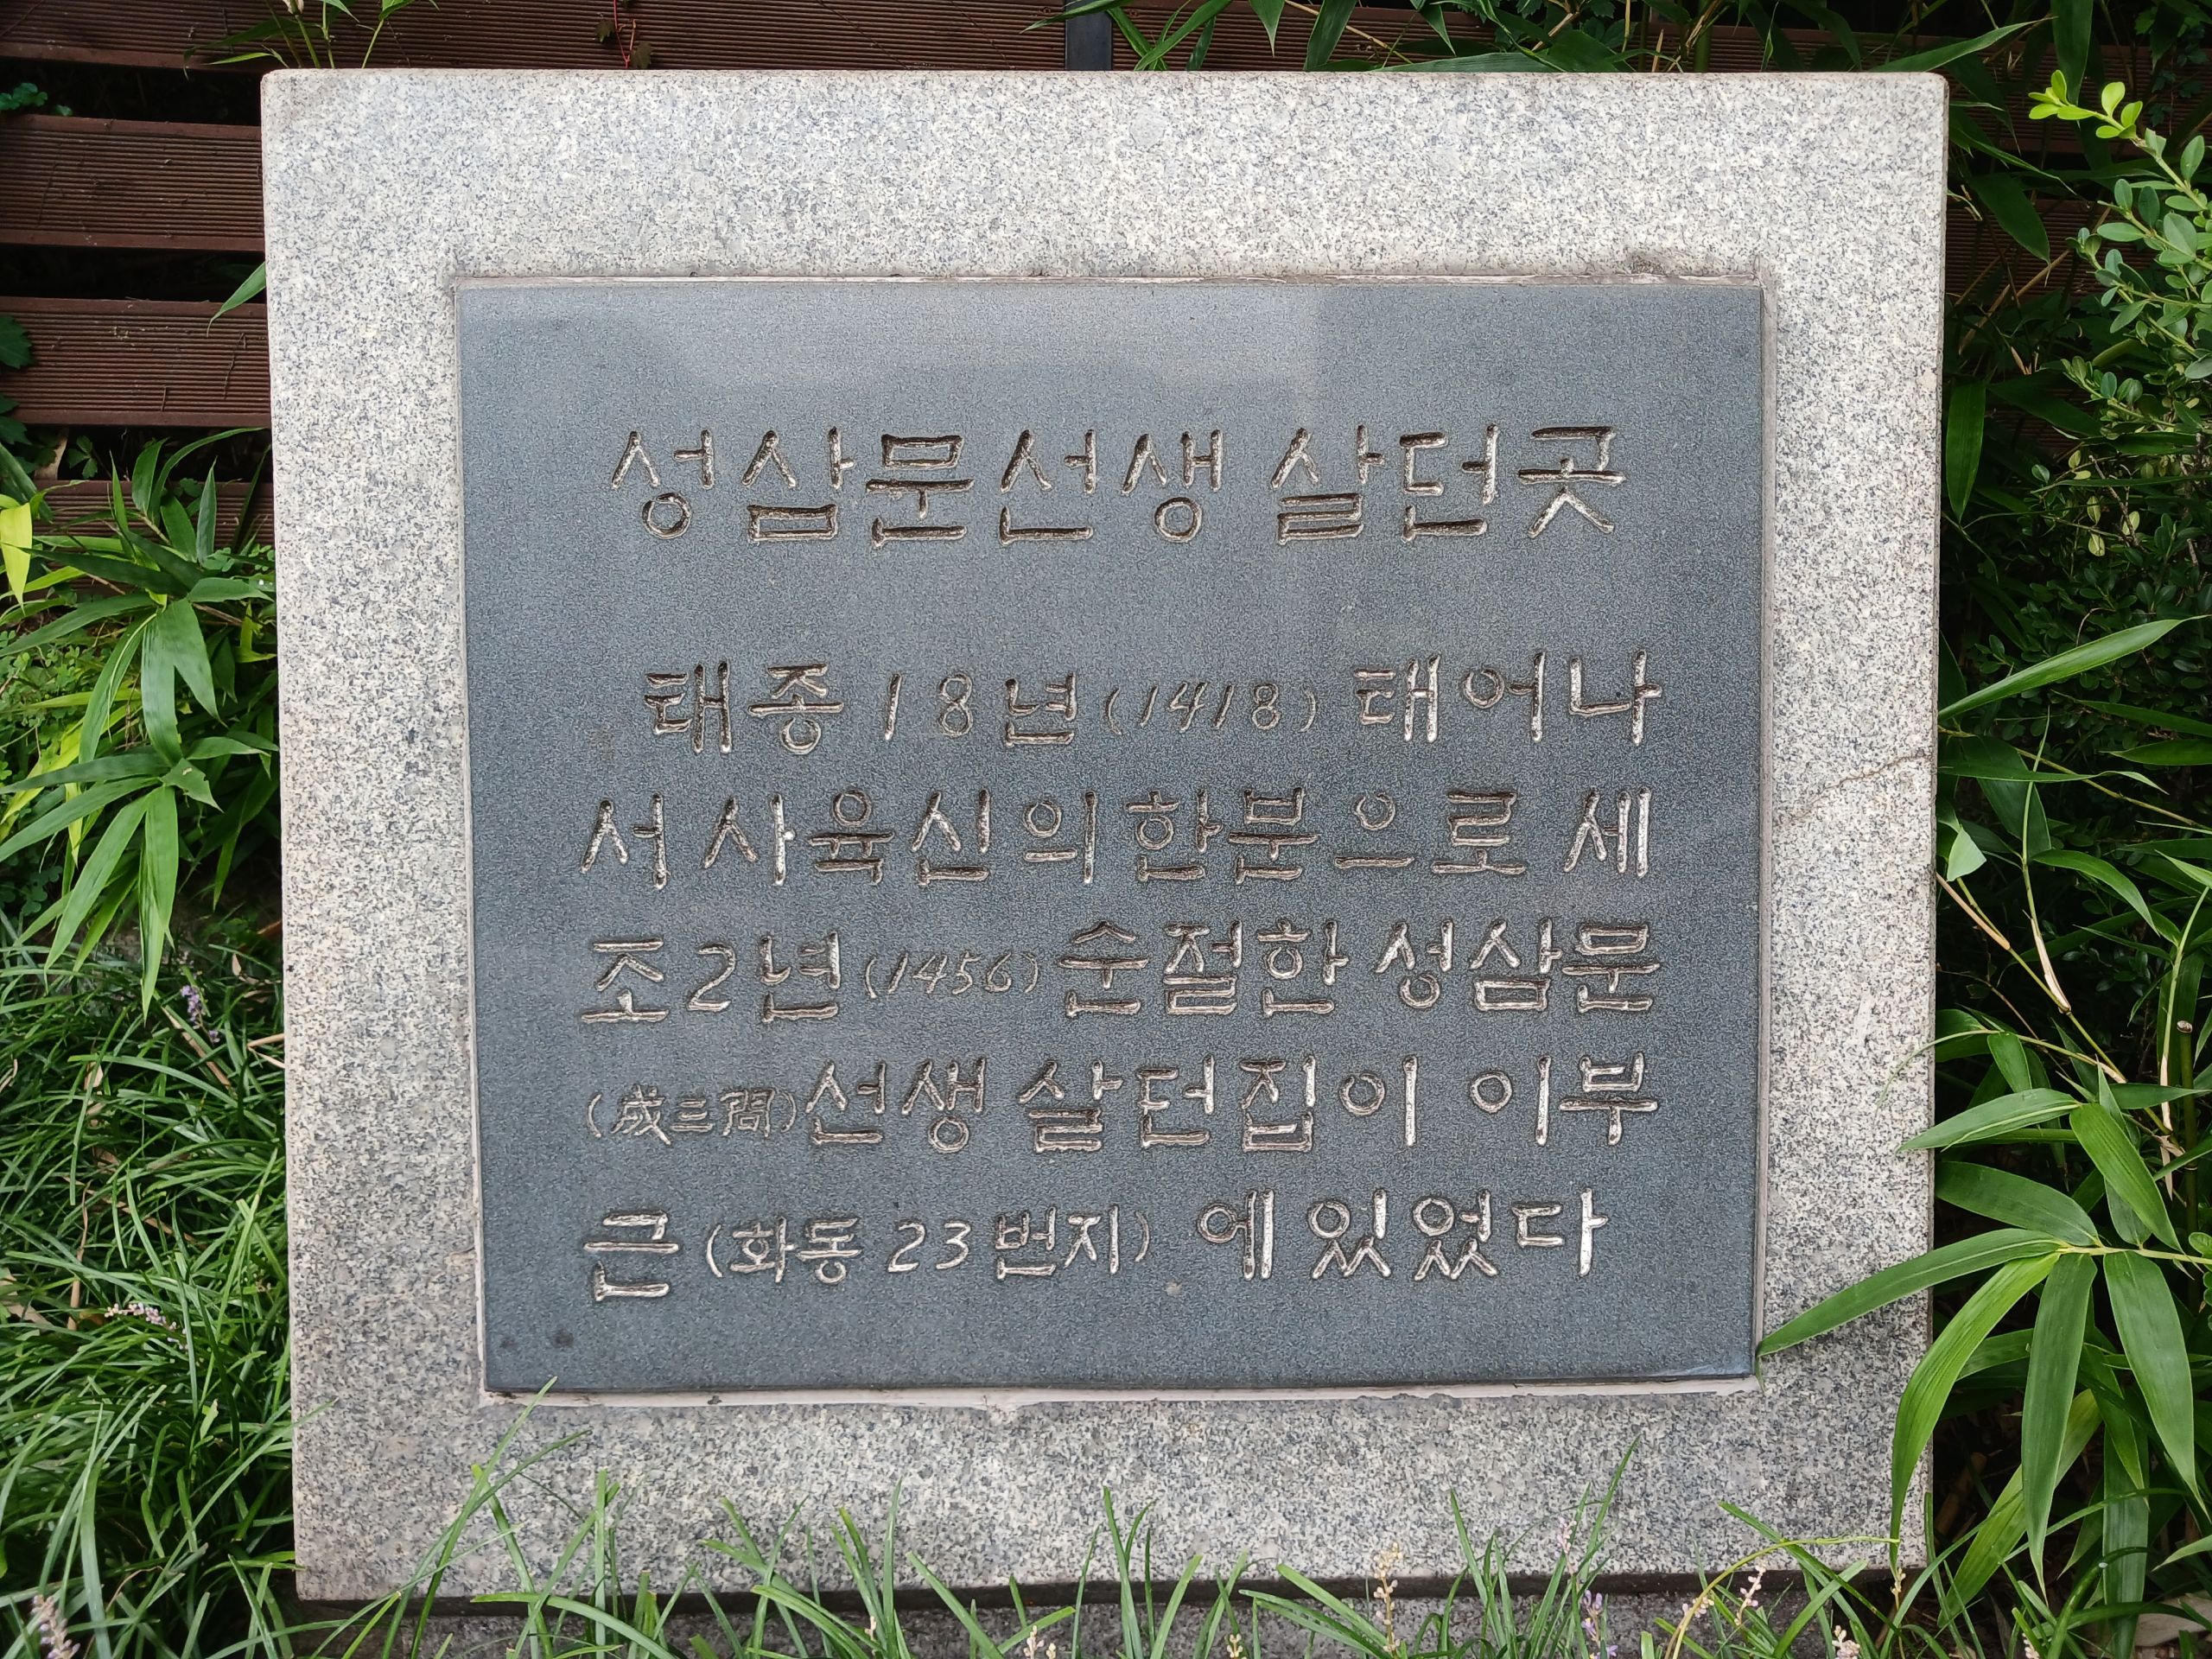 성삼문선생 살던곳
태종 18년(1418) 태어나
서 사육신의 한분으로 세
조2년(1456) 순절한 성삼문
(成三問)선생 살던집이 이부
근(화동 23번지) 에 있었다